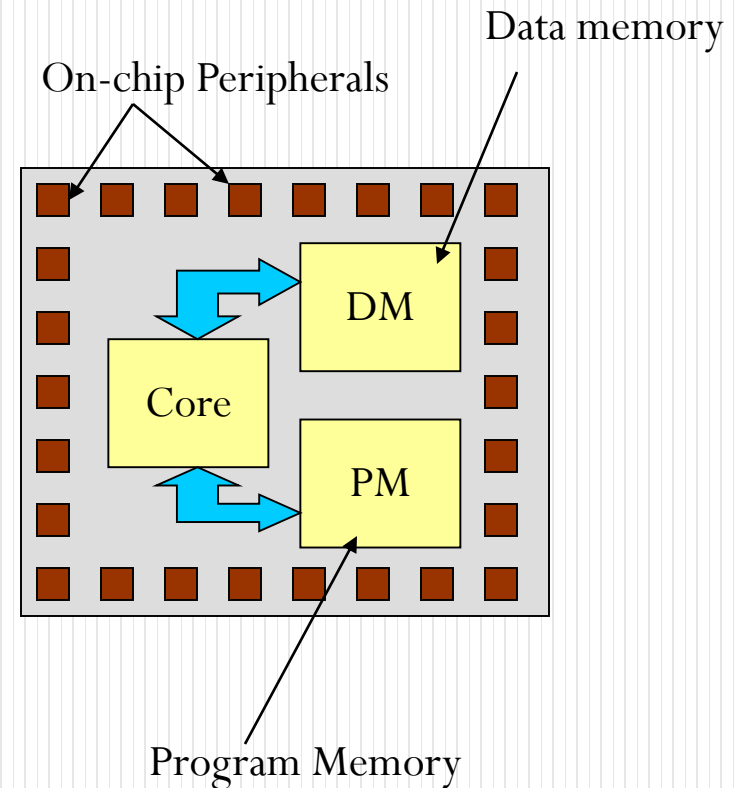 Data memory
On-chip Peripherals
DM
Core
PM
Program Memory